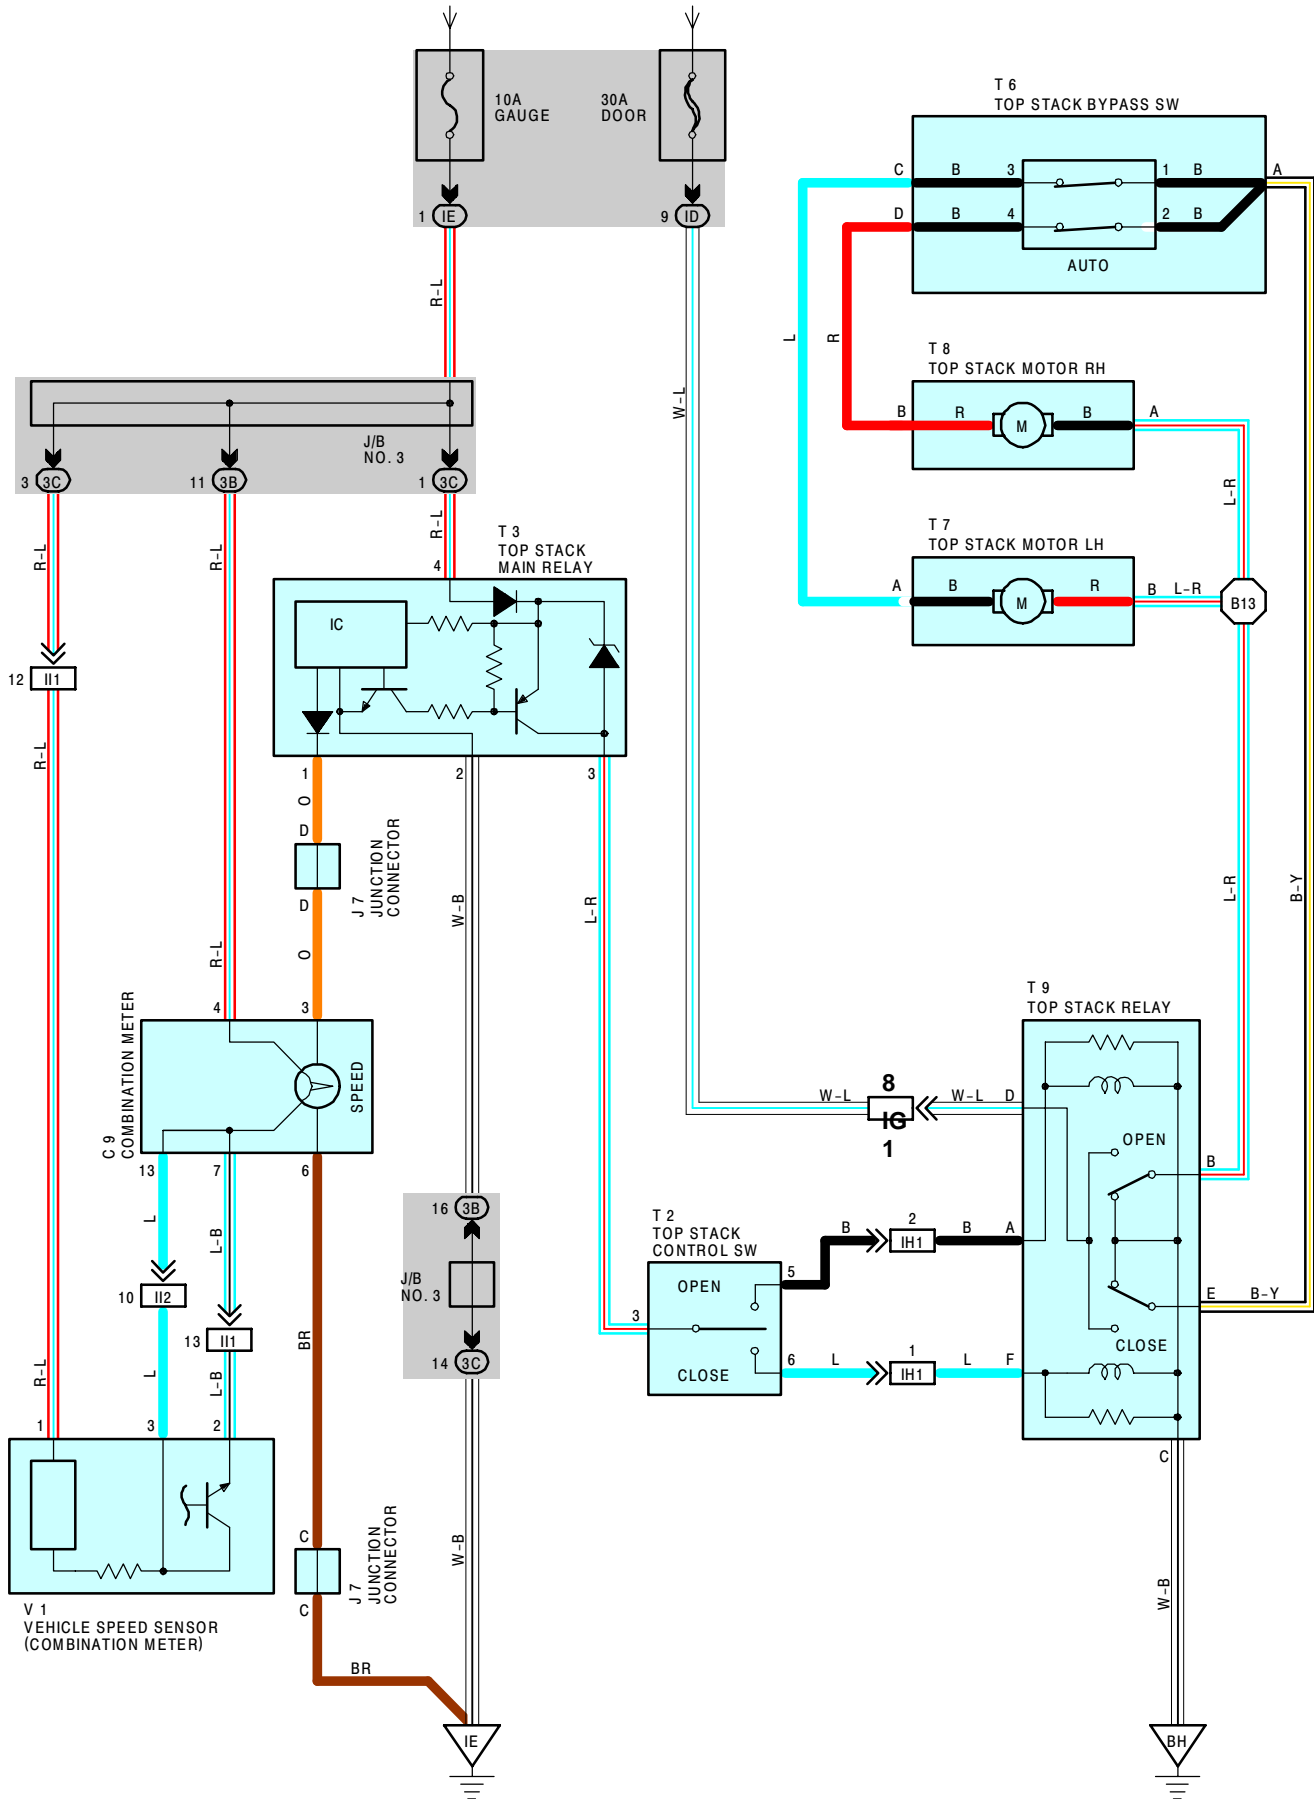 10A
GAUGE
30A
DOOR
1 IE
9 ID
T 6
TOP STACK BYPASS SW
C B 3 1 B A
D B 4 2 B
AUTO
R-L
L
R
W-L
T 8
TOP STACK MOTOR RH
B R M B A
L-R
J/B
NO. 3
3 3C
11 3B
1 3C
T 7
TOP STACK MOTOR LH
A B M R B L-R
B13
R-L
R-L
R-L
4
T 3
TOP STACK
MAIN RELAY
IC
12 II1
R-L
1
2
3
O
D
J 7
JUNCTION
CONNECTOR
D
O
W-B
L-R
L-R
B-Y
R-L
4
3
C 9
COMBINATION METER
SPEED
13
7
6
T 9
TOP STACK RELAY
W-L
8
IG
1
W-L D
OPEN
B
L
L-B
10 II2
13 II1
16 3B
J/B
NO. 3
14 3C
T 2
TOP STACK
CONTROL SW
OPEN
5
B
2
IH1
B A
3
CLOSE
6
L
1
IH1
L F
E B-Y
CLOSE
C
R-L
L
L-B
BR
1
3
2
V 1
VEHICLE SPEED SENSOR
(COMBINATION METER)
C
J 7
JUNCTION
CONNECTOR
C
W-B
W-B
BR
IE
BH